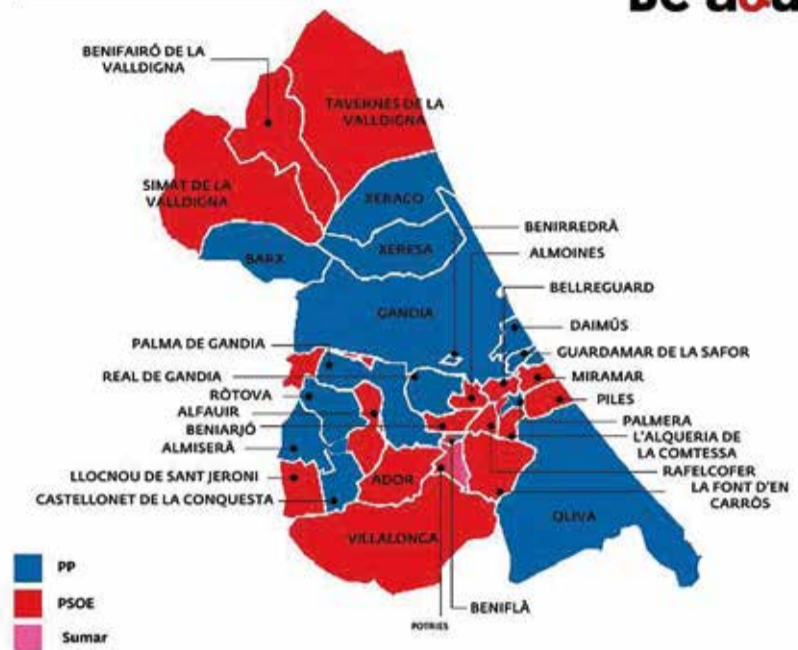 BENIFAIRÓ DE LA
VALLDIGNA
TAVERNES DE LA
VALLDIGNA
SIMAT DE LA
VALLDIGNA
XERACO
BENIRREDRÀ
XERESA
ALMOINES
BARX
BELLREGUARD
GANDIA
DAIMÚS
PALMA DE GANDIA
GUARDAMAR DE LA SAFOR
REAL DE GANDIA
MIRAMAR
RÒTOVA
PILES
ALFAUIR
PALMERA
BENIARJÓ
L'ALQUERIA DE
LA COMTESSA
ALMISERÀ
RAFELCOFER
LLOCNOU DE SANT JERONI
ADOR
LA FONT D'EN
CARRÒS
CASTELLONET DE LA CONQUESTA
OLIVA
VILLALONGA
PP
PSOE
BENIFLÀ
POTRIES
Sumar